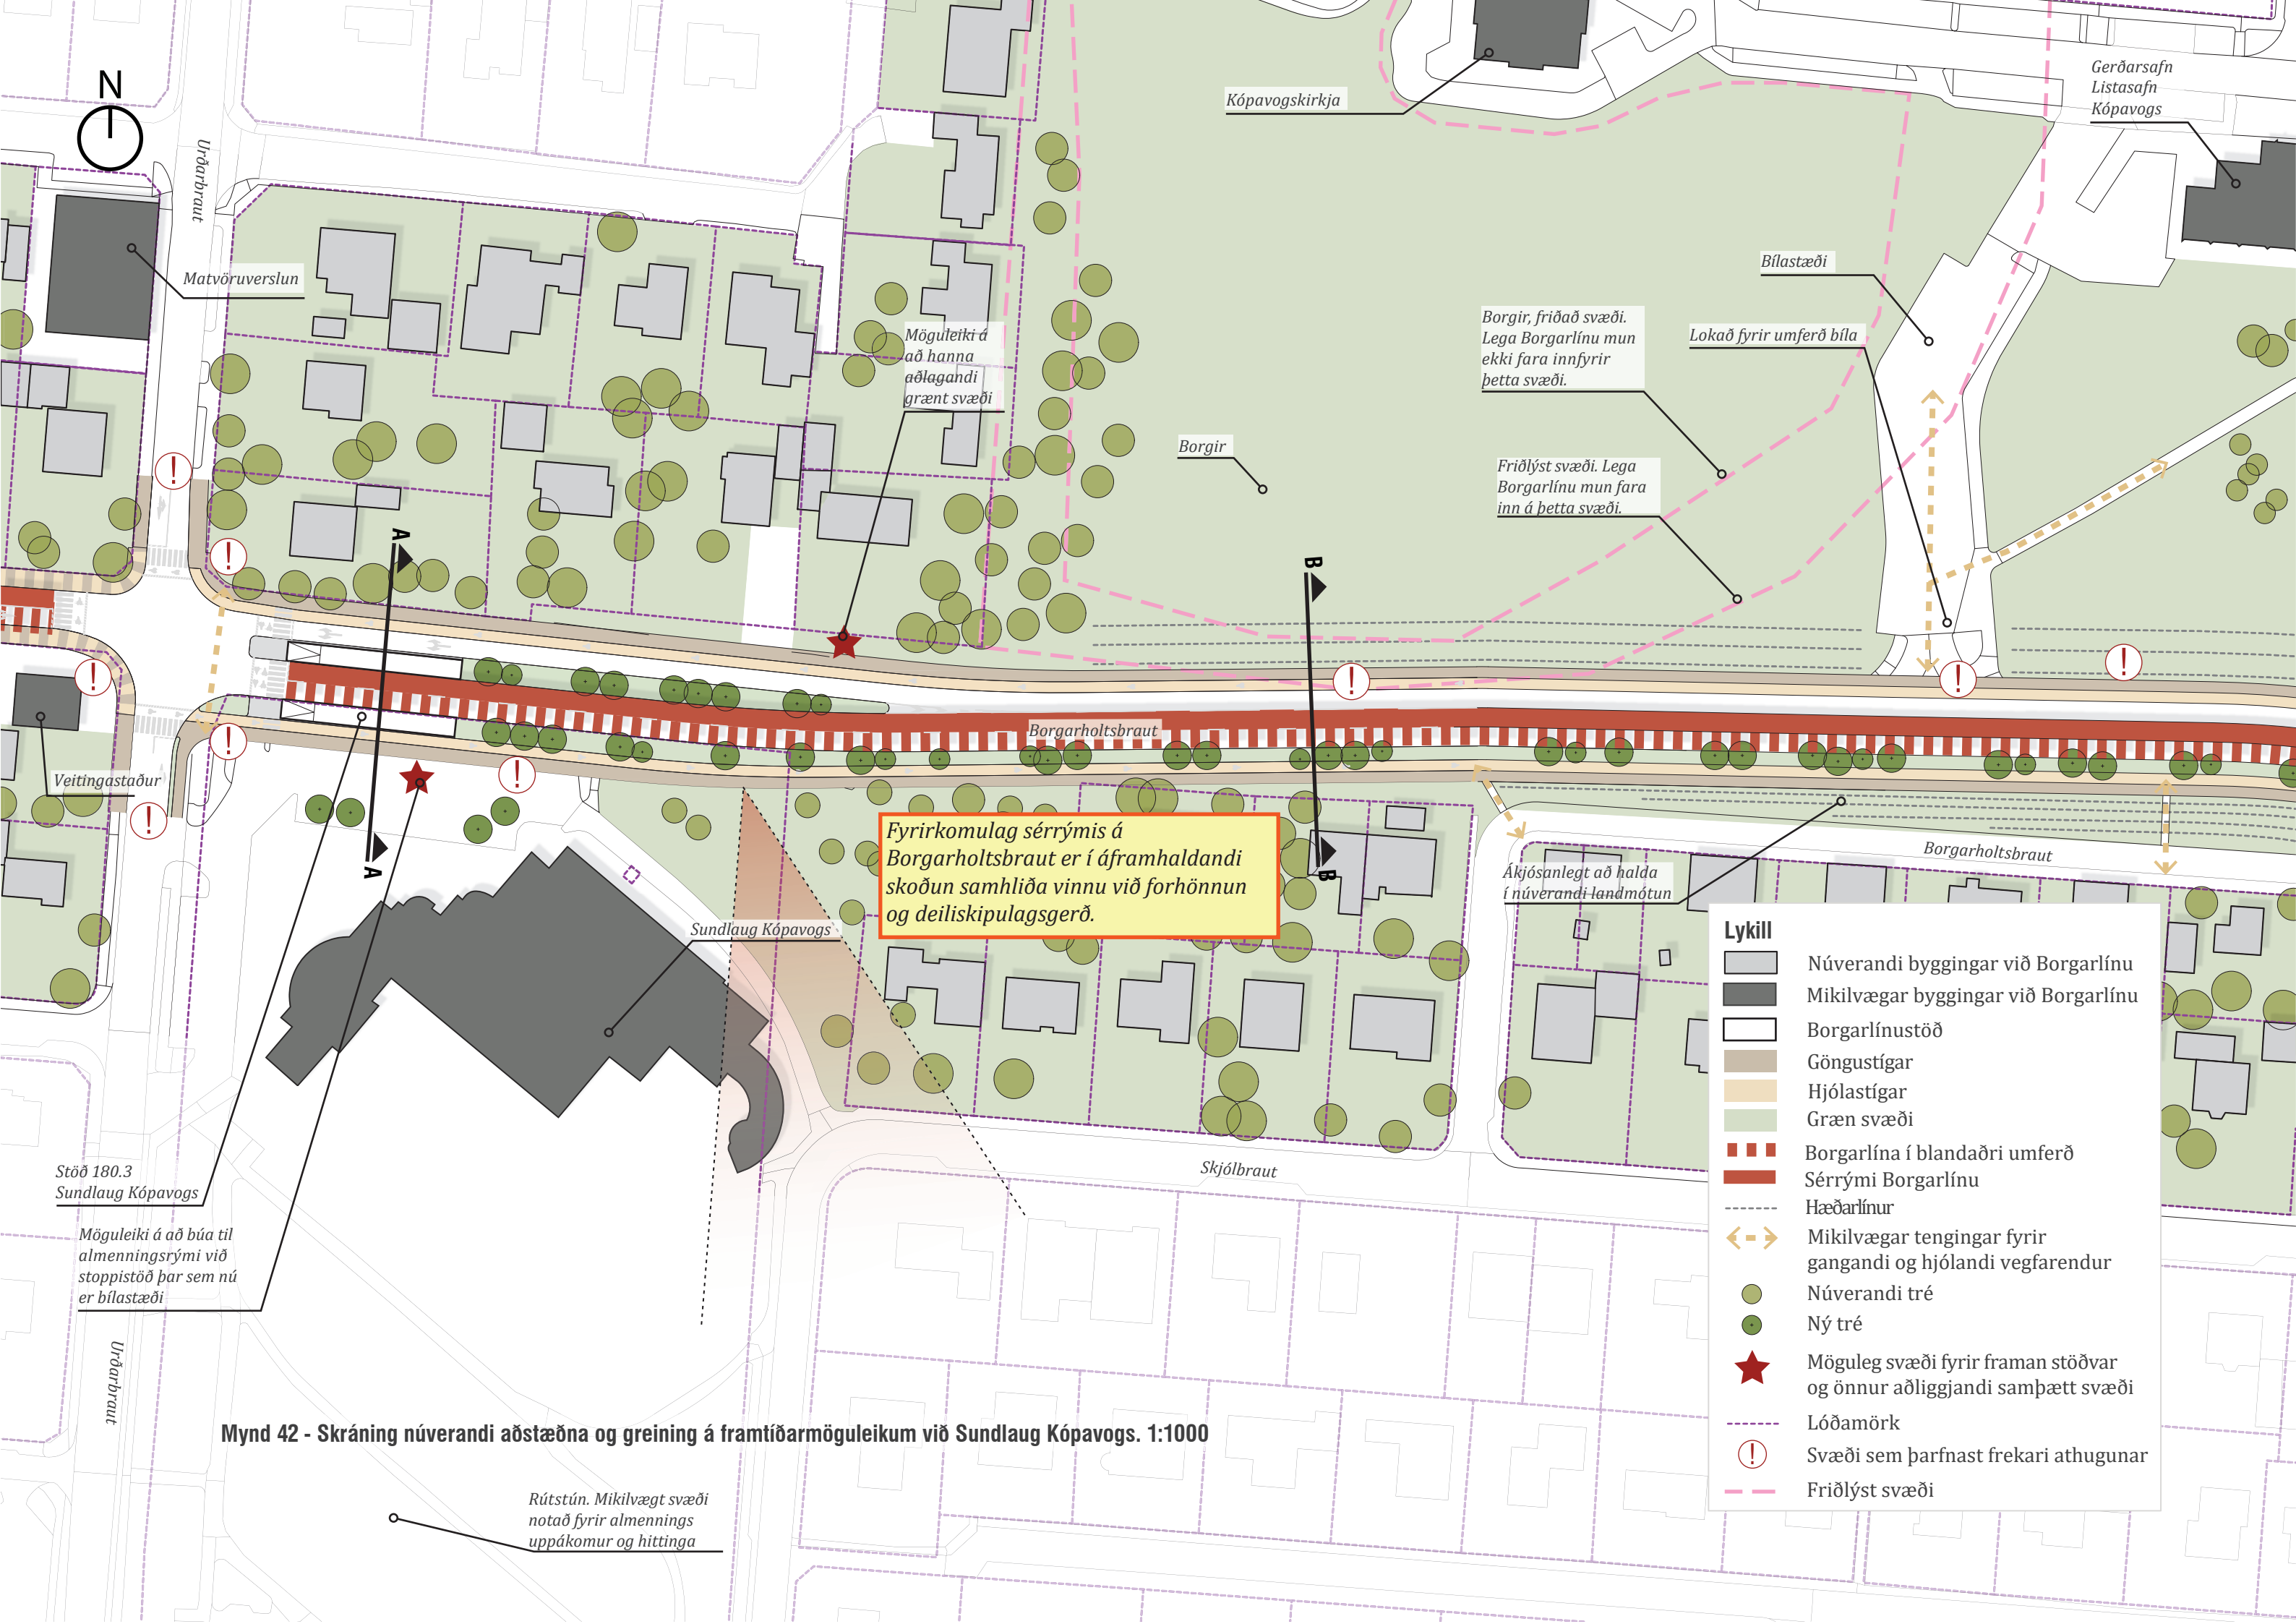 N
Urðarbraut
Kópavogskirkja
Gerðarsafn
Listasafn
Kópavogs
Matvöruverslun
Bílastæði
Möguleiki á
að hanna
aðlagandi
grænt svæði
Borgir, friðað svæði.
Lega Borgarlínu mun
ekki fara innfyrir
þetta svæði.
Lokað fyrir umferð bíla
Borgir
Friðlýst svæði. Lega
Borgarlínu mun fara
inn á þetta svæði.
A
B
!
!
!
!
!
!
!
!
!
Borgarholtsbraut
Veitingastaður
Fyrirkomulag sérrýmis á
Borgarholtsbraut er í áframhaldandi
skoðun samhliða vinnu við forhönnun
og deiliskipulagsgerð.
A
B
Borgarholtsbraut
Ákjósanlegt að halda
í núverandi landmótun
Sundlaug Kópavogs
Stöð 180.3
Sundlaug Kópavogs
Möguleiki á að búa til
almenningsrými við
stoppistöð þar sem nú
er bílastæði
Skjólbraut
Urðarbraut
Lykill
Núverandi byggingar við Borgarlínu
Mikilvægar byggingar við Borgarlínu
Borgarlínustöð
Göngustígar
Hjólastígar
Græn svæði
Borgarlína í blandaðri umferð
Sérrými Borgarlínu
Hæðarlínur
Mikilvægar tengingar fyrir
gangandi og hjólandi vegfarendur
Núverandi tré
Ný tré
Möguleg svæði fyrir framan stöðvar
og önnur aðliggjandi samþætt svæði
Lóðamörk
! Svæði sem þarfnast frekari athugunar
Friðlýst svæði
Mynd 42 - Skráning núverandi aðstæðna og greining á framtíðarmöguleikum við Sundlaug Kópavogs. 1:1000
Rútstún. Mikilvægt svæði
notað fyrir almennings
uppákomur og hittinga